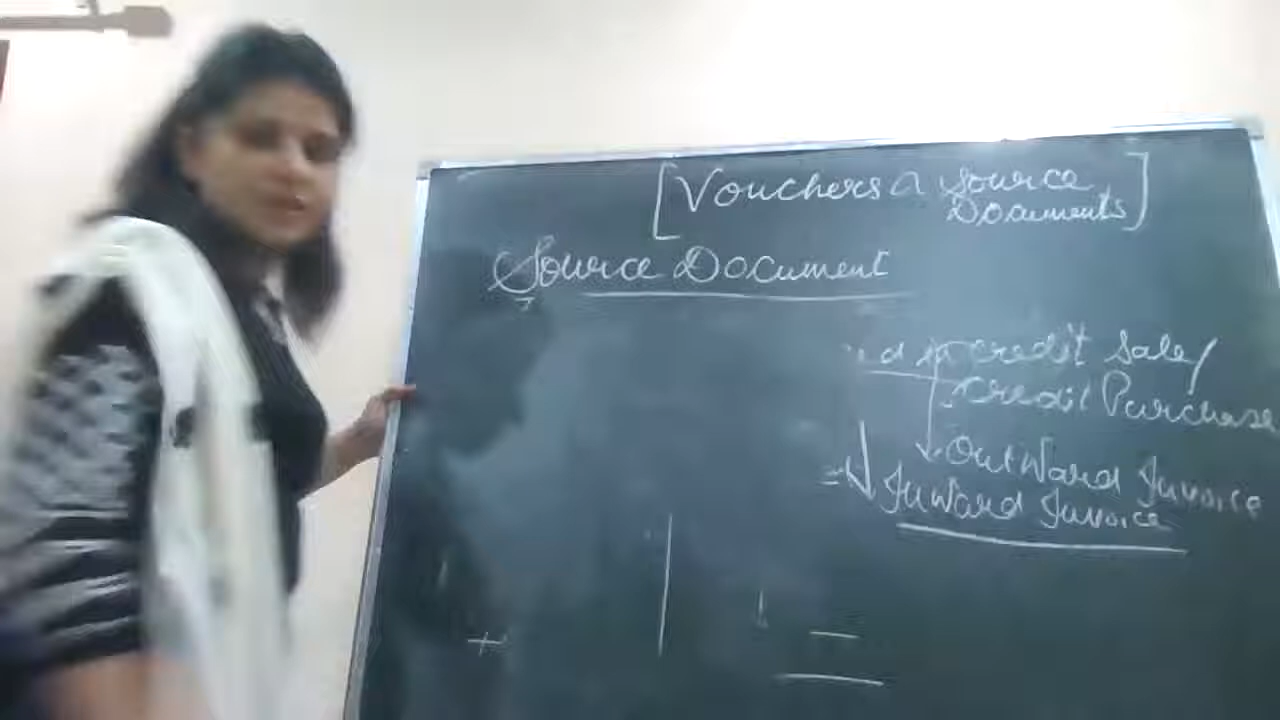 [Vouchers & Source
Documents]
Source Document
credit Sale/
credit Purchase
Outward Invoice
Inward Invoice